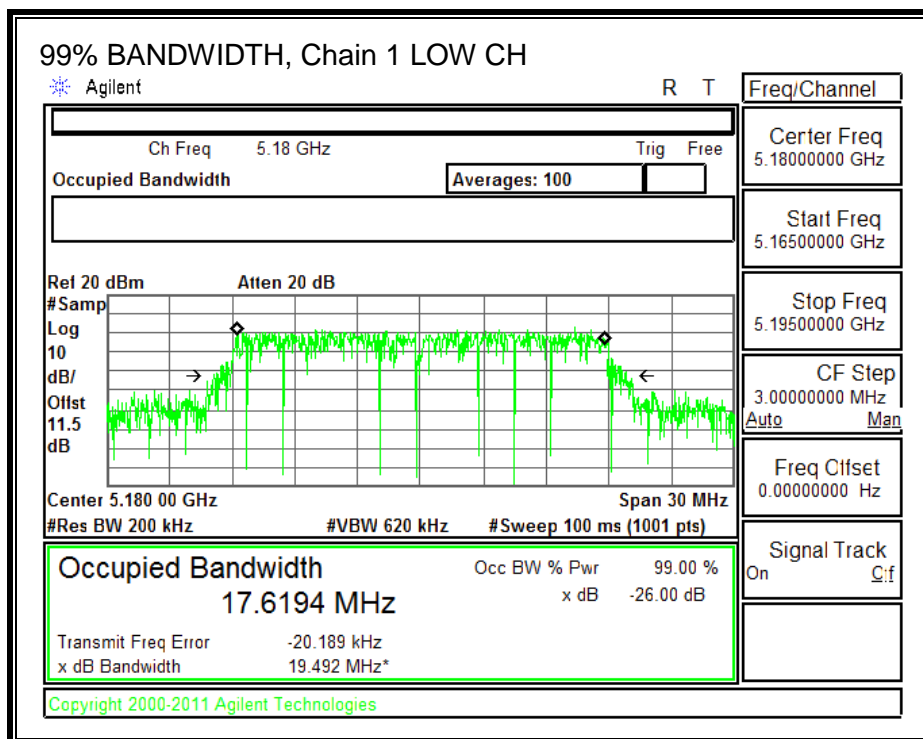 99% BANDWIDTH, Chain 1 LOW CH
Agilent R T
Freq/Channel
Ch Freq 5.18 GHz Trig Free
Occupied Bandwidth Averages: 100
Center Freq
5.18000000 GHz
Start Freq
5.16500000 GHz
Stop Freq
5.19500000 GHz
CF Step
3.00000000 MHz
Auto Man
Freq Offset
0.00000000 Hz
Signal Track
On Off
Ref 20 dBm Atten 20 dB
#Samp
Log
10
dB/
Offst
11.5
dB
Center 5.180 00 GHz Span 30 MHz
#Res BW 200 kHz #VBW 620 kHz #Sweep 100 ms (1001 pts)
Occupied Bandwidth Occ BW % Pwr 99.00 %
17.6194 MHz x dB -26.00 dB
Transmit Freq Error -20.189 kHz
x dB Bandwidth 19.492 MHz*
Copyright 2000-2011 Agilent Technologies